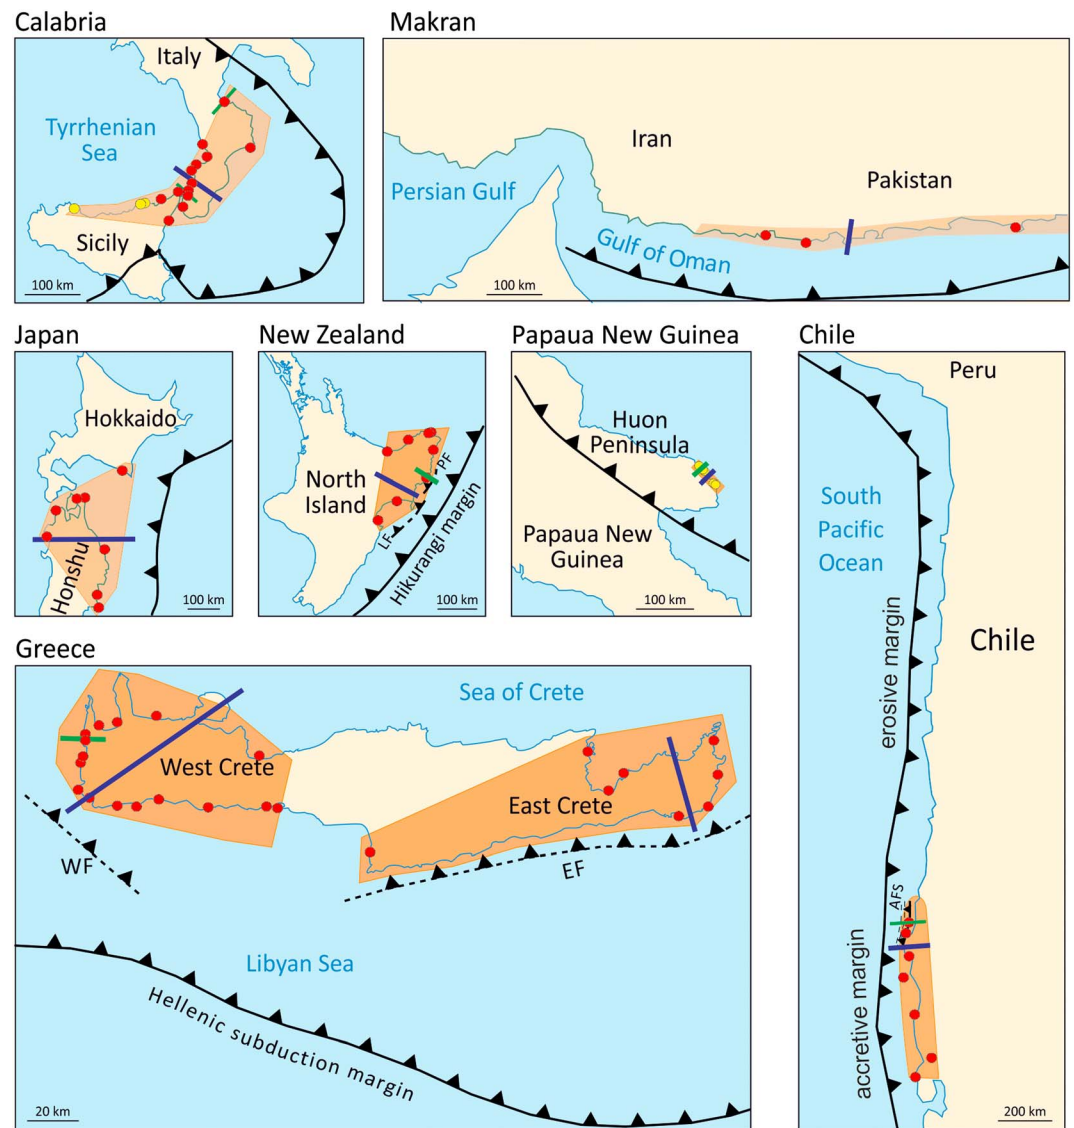 Calabria
Italy
Tyrrhenian
Sea
Sicily
100 km
Makran
Iran
Pakistan
Persian Gulf
Gulf of Oman
100 km
Japan
Hokkaido
Honshu
100 km
New Zealand
North
Island
PF
LF
Hikurangi margin
100 km
Papaua New Guinea
Huon
Peninsula
Papaua New
Guinea
100 km
Chile
Peru
South
Pacific
Ocean
erosive margin
Chile
AFS
accretive margin
200 km
Greece
Sea of Crete
West Crete
East Crete
WF
EF
Libyan Sea
Hellenic subduction margin
20 km